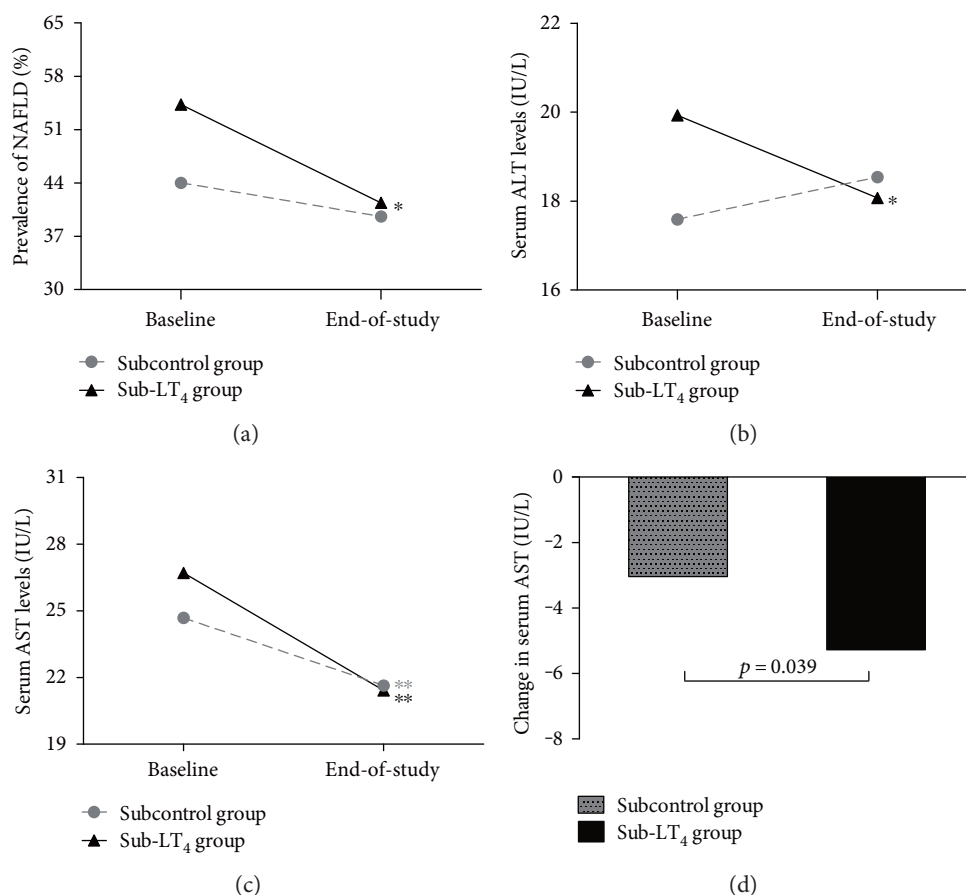 Prevalence of NAFLD (%)
65
58
51
44
37
30
*
Baseline End-of-study
Subcontrol group
Sub-LT₄ group
(a)
Serum ALT levels (IU/L)
22
20
18
16
*
Baseline End-of-study
Subcontrol group
Sub-LT₄ group
(b)
Serum AST levels (IU/L)
31
28
25
22
19
**
**
Baseline End-of-study
Subcontrol group
Sub-LT₄ group
(c)
Change in serum AST (IU/L)
0
−2
−4
−6
−8
p = 0.039
Subcontrol group
Sub-LT₄ group
(d)